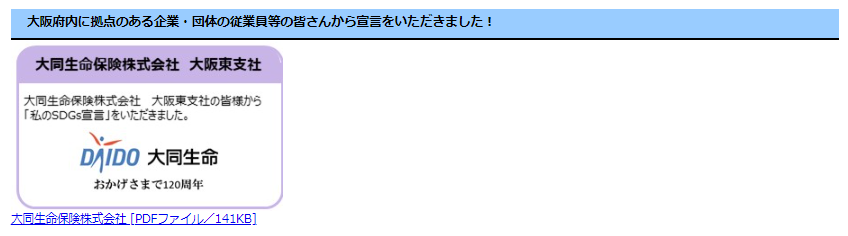 大阪府内に拠点のある企業・団体の従業員等の皆さんから宣言をいただきました！
大同生命保険株式会社 大阪東支社
大同生命保険株式会社　大阪東支社の皆様から
「私のSDGs宣言」をいただきました。
DAIDO 大同生命
おかげさまで120周年
大同生命保険株式会社 [PDFファイル／141KB]